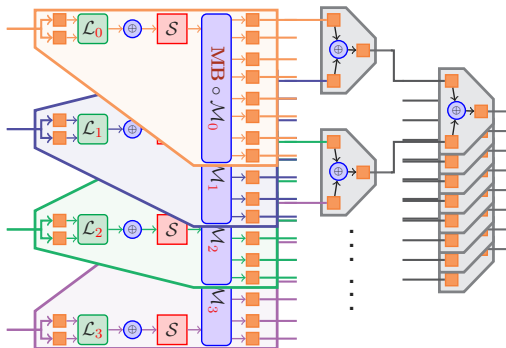 ℒ₀ ⊕ 𝒮 MB ∘ ℳ₀ ⊕
ℒ₁ ⊕ ℳ₁ ⊕ ⊕
ℒ₂ ⊕ 𝒮 ℳ₂
ℒ₃ ⊕ 𝒮 ℳ₃